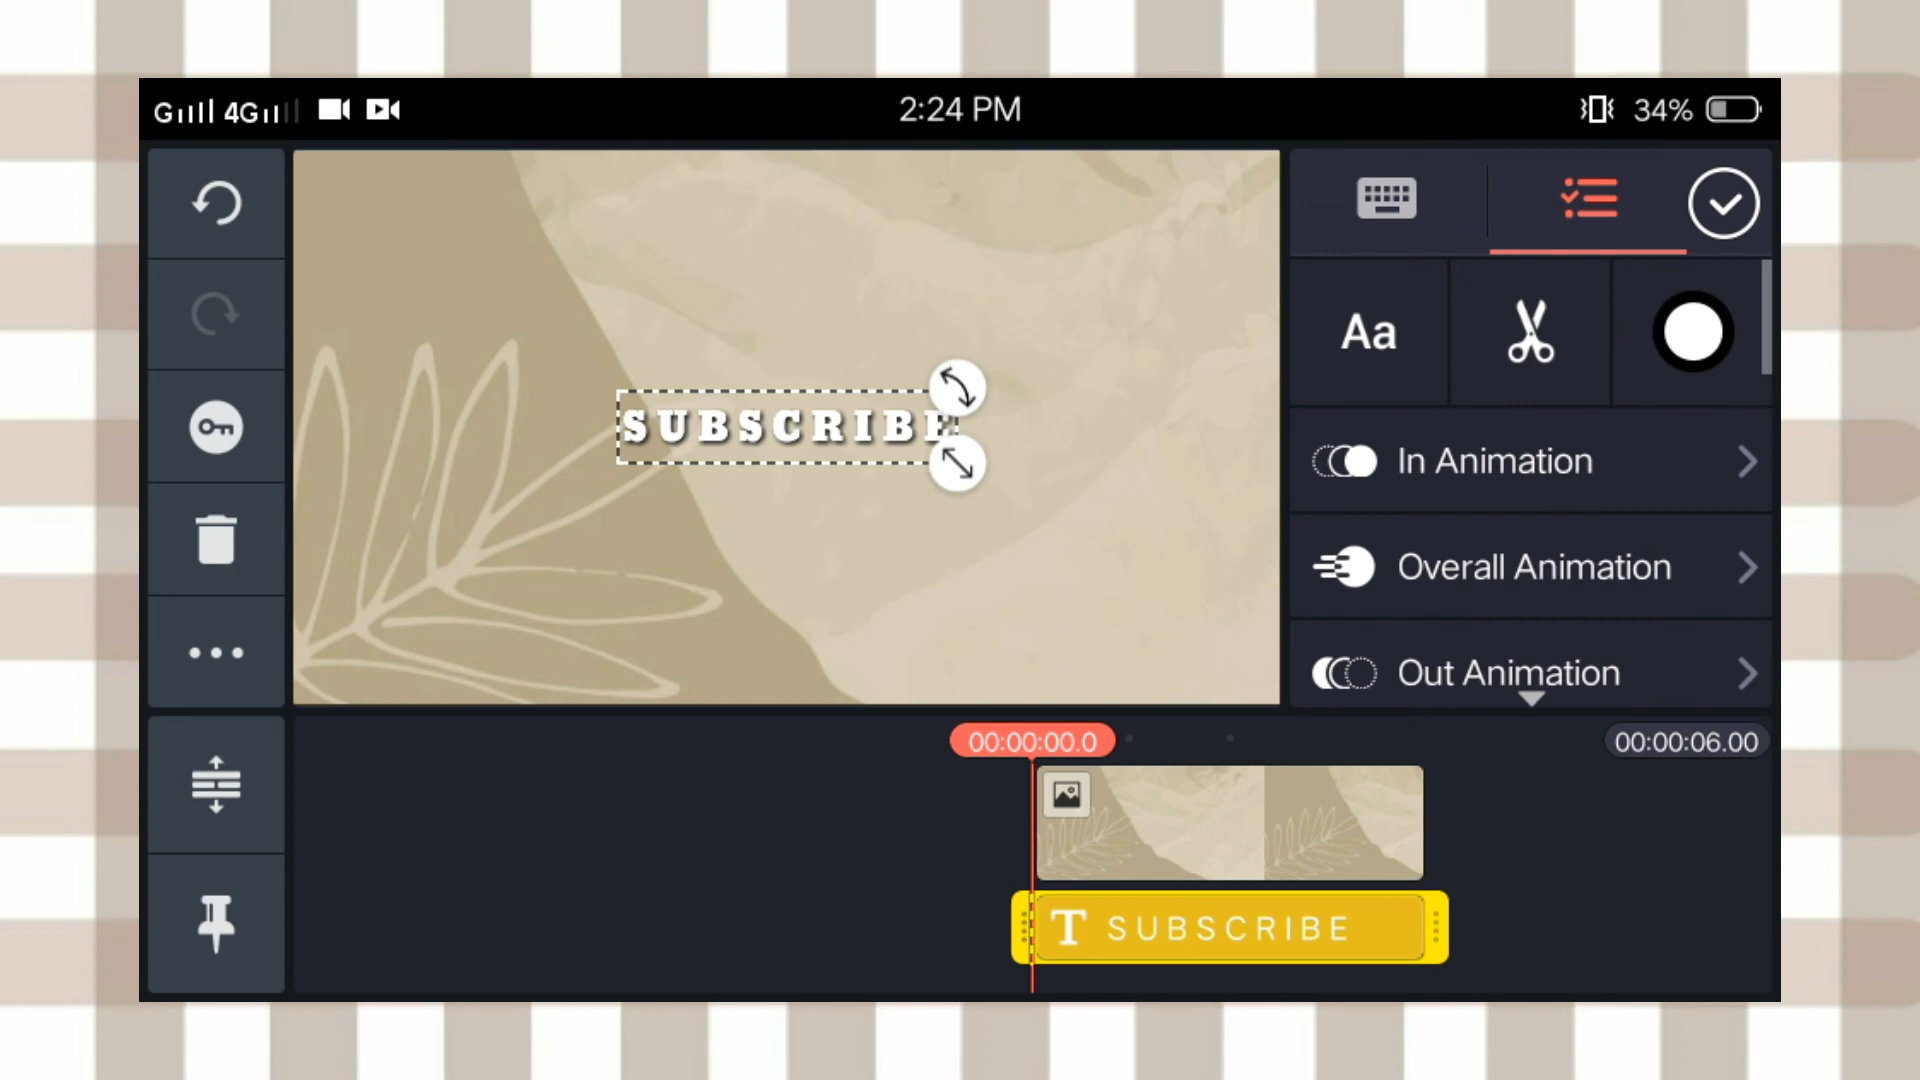 G 4G 2:24 PM 34%
SUBSCRIBE
Aa
In Animation
Overall Animation
Out Animation
00:00:00.0 00:00:06.00
T SUBSCRIBE